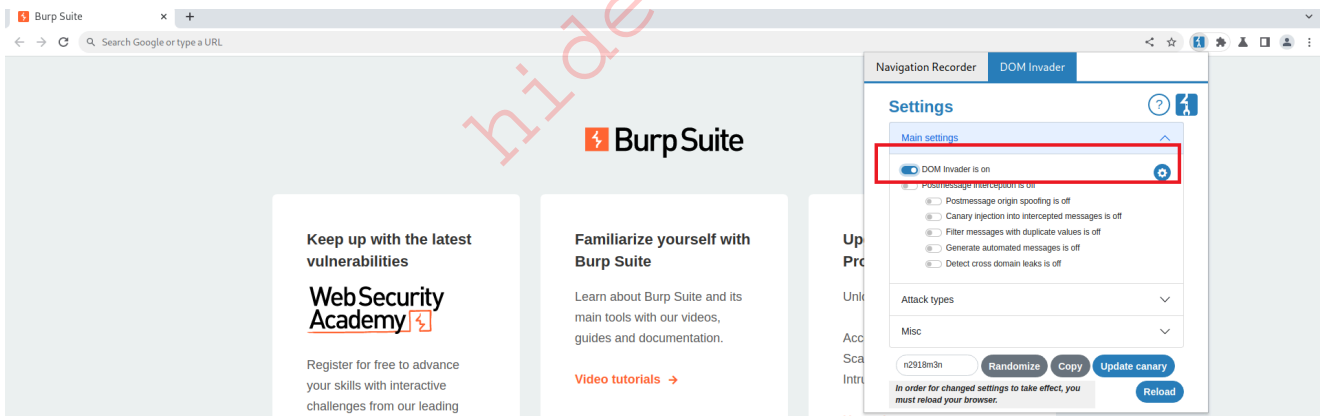 Burp Suite
Search Google or type a URL
hide
Navigation Recorder
DOM Invader
Settings
Main settings
DOM Invader is on
Postmessage interception is off
Postmessage origin spoofing is off
Canary injection into intercepted messages is off
Filter messages with duplicate values is off
Generate automated messages is off
Detect cross domain leaks is off
Attack types
Misc
n2918m3n
Randomize
Copy
Update canary
In order for changed settings to take effect, you
must reload your browser.
Reload
Burp Suite
Keep up with the latest
vulnerabilities
Web Security
Academy
Register for free to advance
your skills with interactive
challenges from our leading
Familiarize yourself with
Burp Suite
Learn about Burp Suite and its
main tools with our videos,
guides and documentation.
Video tutorials →
Up
Pro
Unl
Acc
Sca
Intru